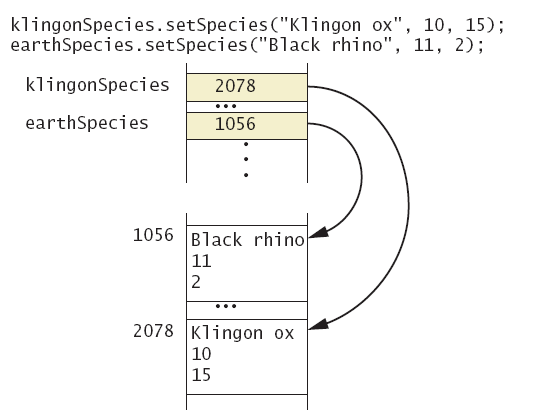 klingonSpecies.setSpecies("Klingon ox", 10, 15);
earthSpecies.setSpecies("Black rhino", 11, 2);
klingonSpecies 2078
earthSpecies 1056
1056 Black rhino
11
2
2078 Klingon ox
10
15